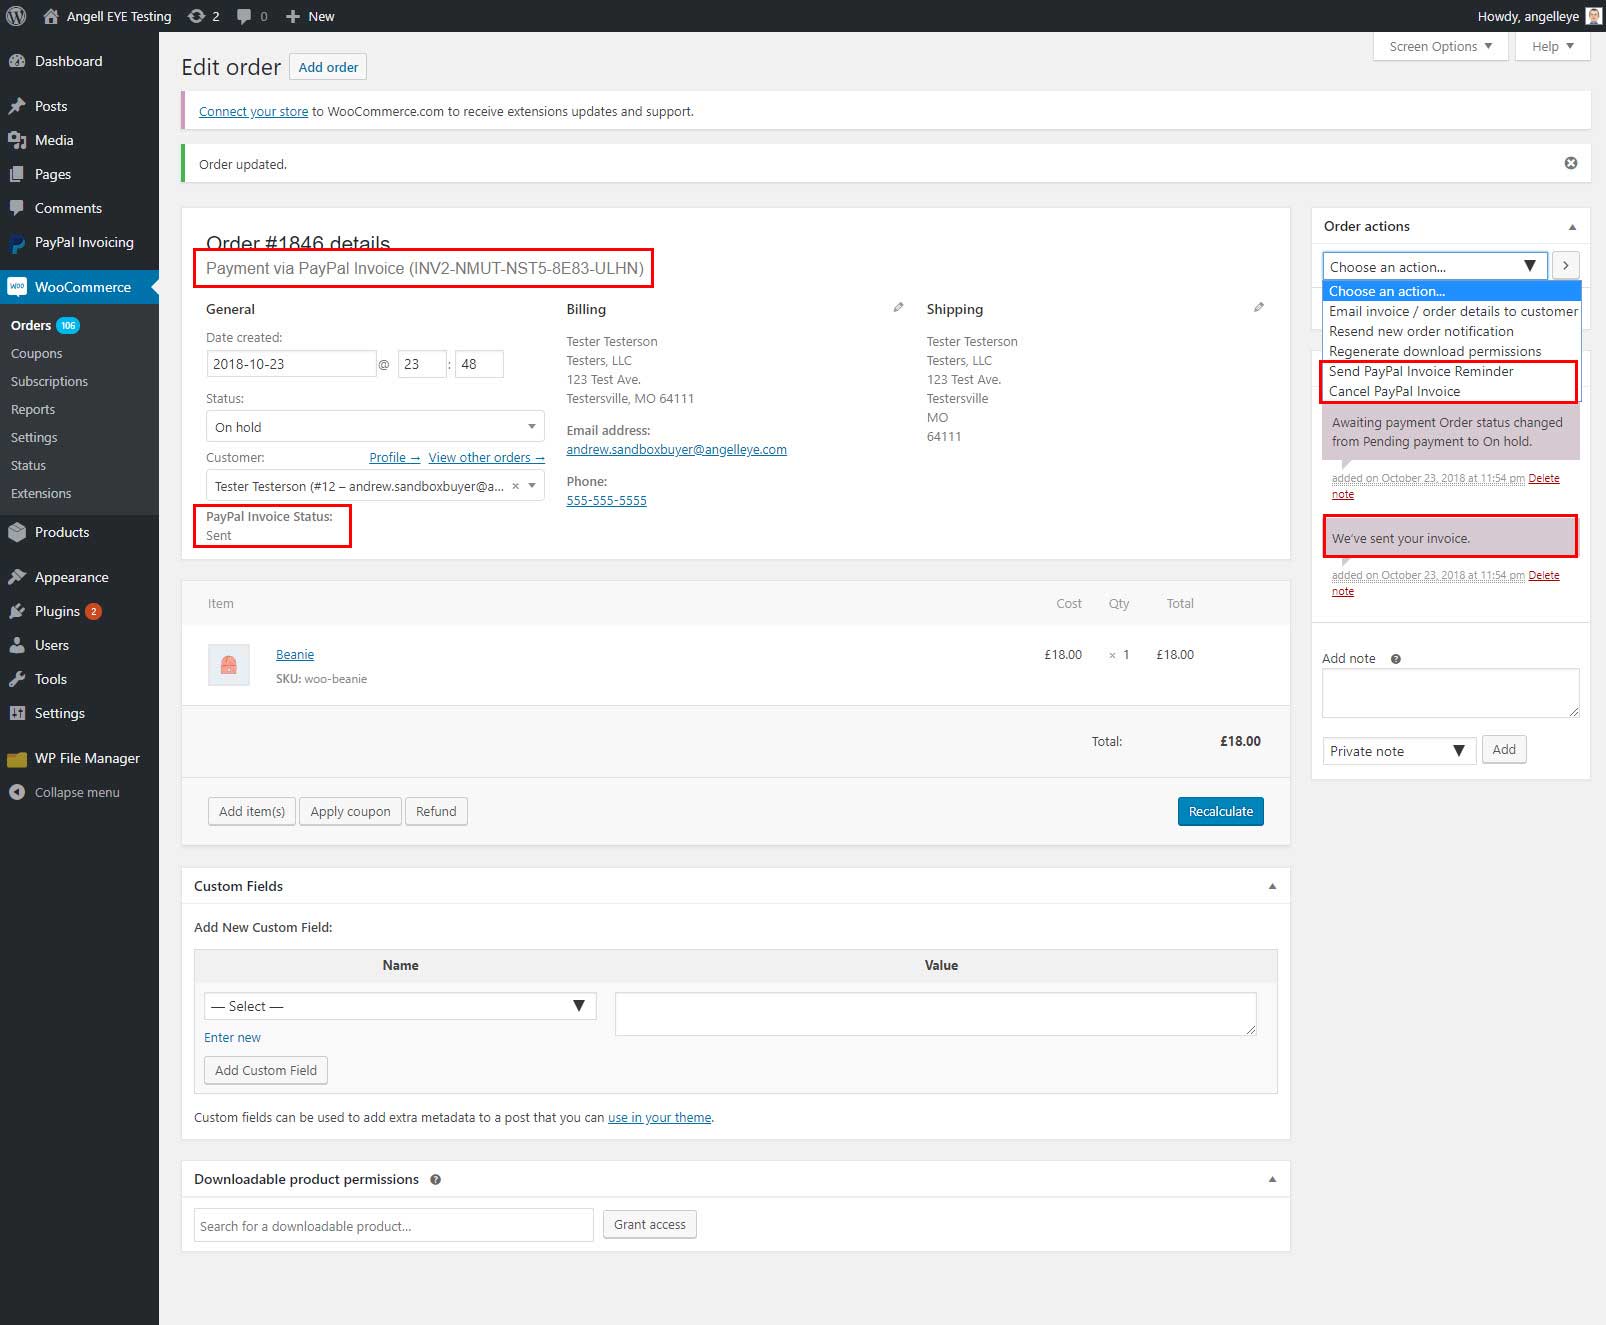 Angell EYE Testing
2
0
New
Howdy, angelleye
Screen Options
Help
Dashboard
Posts
Media
Pages
Comments
PayPal Invoicing
WOO
WooCommerce
Orders 106
Coupons
Subscriptions
Reports
Settings
Status
Extensions
Products
Appearance
Plugins 2
Users
Tools
Settings
WP File Manager
Collapse menu
Edit order
Add order
Connect your store to WooCommerce.com to receive extensions updates and support.
Order updated.
Order #1846 details
Payment via PayPal Invoice (INV2-NMUT-NST5-8E83-ULHN)
General
Date created:
2018-10-23 @ 23 : 48
Status:
On hold
Customer: Profile → View other orders →
Tester Testerson (#12 – andrew.sandboxbuyer@a... ×
PayPal Invoice Status:
Sent
Billing
Tester Testerson
Testers, LLC
123 Test Ave.
Testersville, MO 64111
Email address:
andrew.sandboxbuyer@angelleye.com
Phone:
555-555-5555
Shipping
Tester Testerson
Testers, LLC
123 Test Ave.
Testersville
MO
64111
Item Cost Qty Total
Beanie £18.00 × 1 £18.00
SKU: woo-beanie
Total: £18.00
Add item(s) Apply coupon Refund Recalculate
Custom Fields
Add New Custom Field:
Name Value
— Select —
Enter new
Add Custom Field
Custom fields can be used to add extra metadata to a post that you can use in your theme.
Downloadable product permissions ?
Search for a downloadable product...
Grant access
Order actions
Choose an action...
Choose an action...
Email invoice / order details to customer
Resend new order notification
Regenerate download permissions
Send PayPal Invoice Reminder
Cancel PayPal Invoice
Awaiting payment Order status changed
from Pending payment to On hold.
added on October 23, 2018 at 11:54 pm Delete
note
We've sent your invoice.
added on October 23, 2018 at 11:54 pm Delete
note
Add note ?
Private note
Add